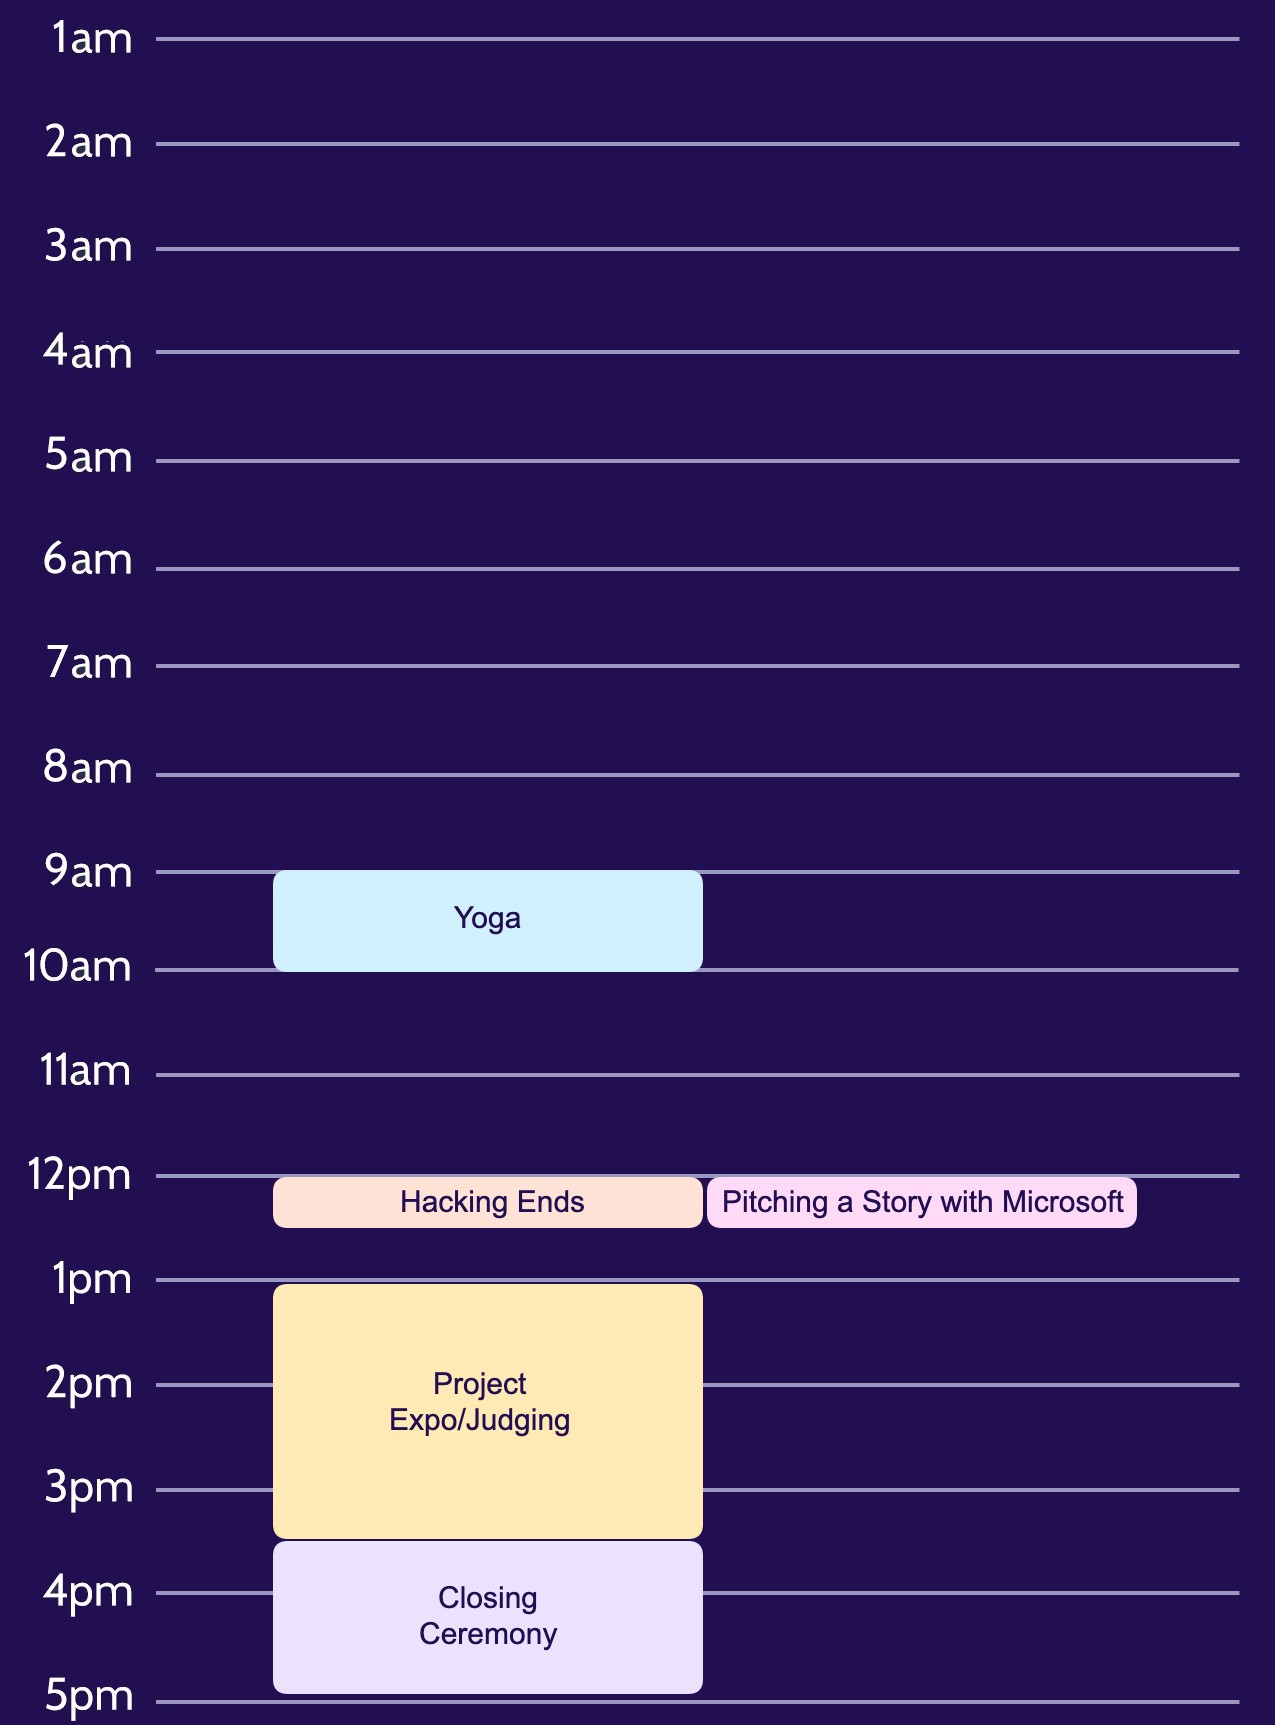 1am
2am
3am
4am
5am
6am
7am
8am
9am
Yoga
10am
11am
12pm
Hacking Ends
Pitching a Story with Microsoft
1pm
2pm
Project
Expo/Judging
3pm
4pm
Closing
Ceremony
5pm